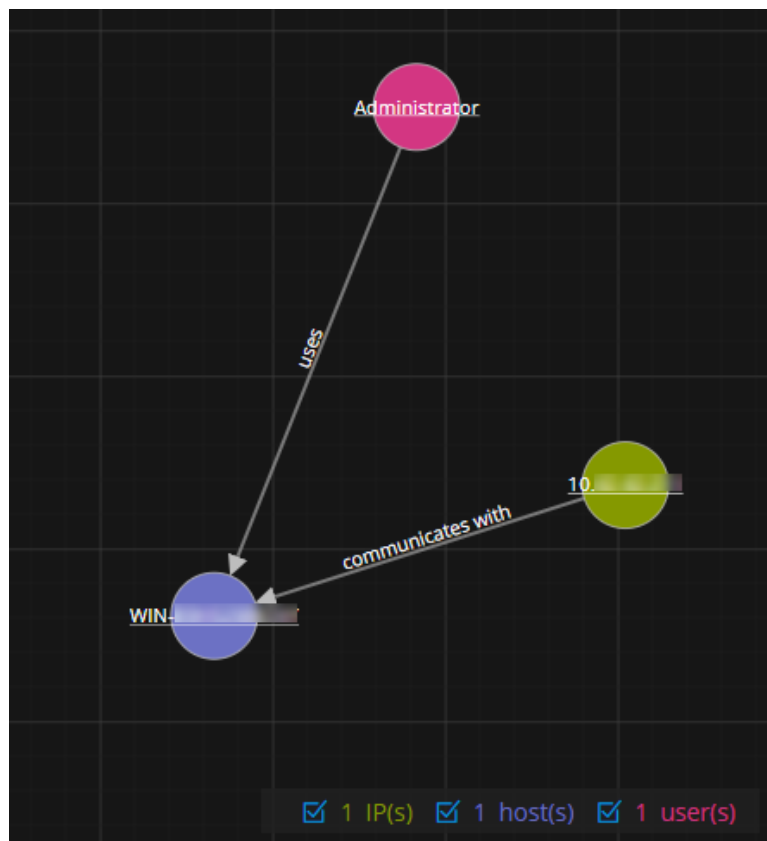 Administrator
uses
10.
communicates with
WIN-
1 IP(s) 1 host(s) 1 user(s)